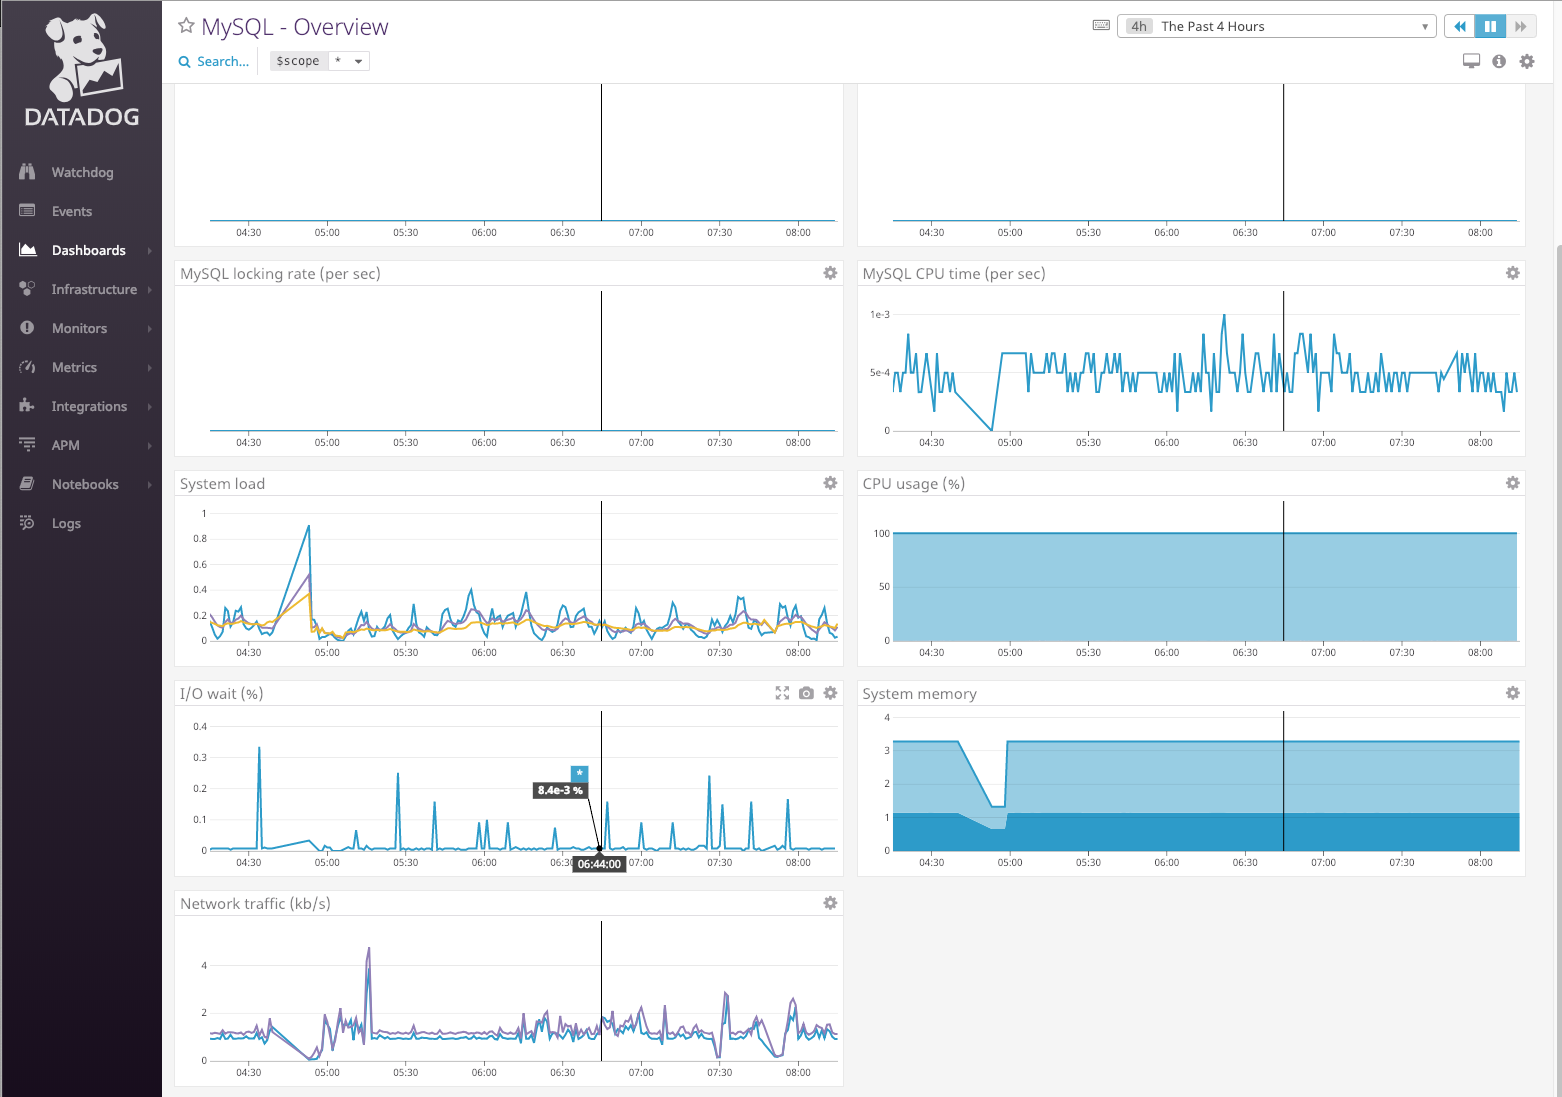 DATADOG
Watchdog
Events
Dashboards
Infrastructure
Monitors
Metrics
Integrations
APM
Notebooks
Logs
MySQL - Overview
4h The Past 4 Hours
Search...
$scope *
04:30 05:00 05:30 06:00 06:30 07:00 07:30 08:00
04:30 05:00 05:30 06:00 06:30 07:00 07:30 08:00
MySQL locking rate (per sec)
04:30 05:00 05:30 06:00 06:30 07:00 07:30 08:00
MySQL CPU time (per sec)
1e-3
5e-4
0
04:30 05:00 05:30 06:00 06:30 07:00 07:30 08:00
System load
1
0.8
0.6
0.4
0.2
0
04:30 05:00 05:30 06:00 06:30 07:00 07:30 08:00
CPU usage (%)
100
50
0
04:30 05:00 05:30 06:00 06:30 07:00 07:30 08:00
I/O wait (%)
0.4
0.3
0.2
0.1
0
*
8.4e-3 %
04:30 05:00 05:30 06:00 06:30 07:00 07:30 08:00
06:44:00
System memory
4
3
2
1
0
04:30 05:00 05:30 06:00 06:30 07:00 07:30 08:00
Network traffic (kb/s)
4
2
0
04:30 05:00 05:30 06:00 06:30 07:00 07:30 08:00